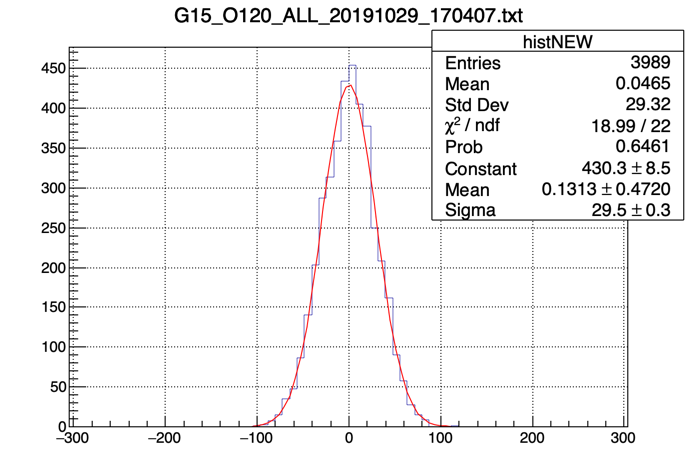 G15_O120_ALL_20191029_170407.txt
histNEW
Entries 3989
Mean 0.0465
Std Dev 29.32
χ² / ndf 18.99 / 22
Prob 0.6461
Constant 430.3 ± 8.5
Mean 0.1313 ± 0.4720
Sigma 29.5 ± 0.3
450
400
350
300
250
200
150
100
50
0
−300 −200 −100 0 100 200 300